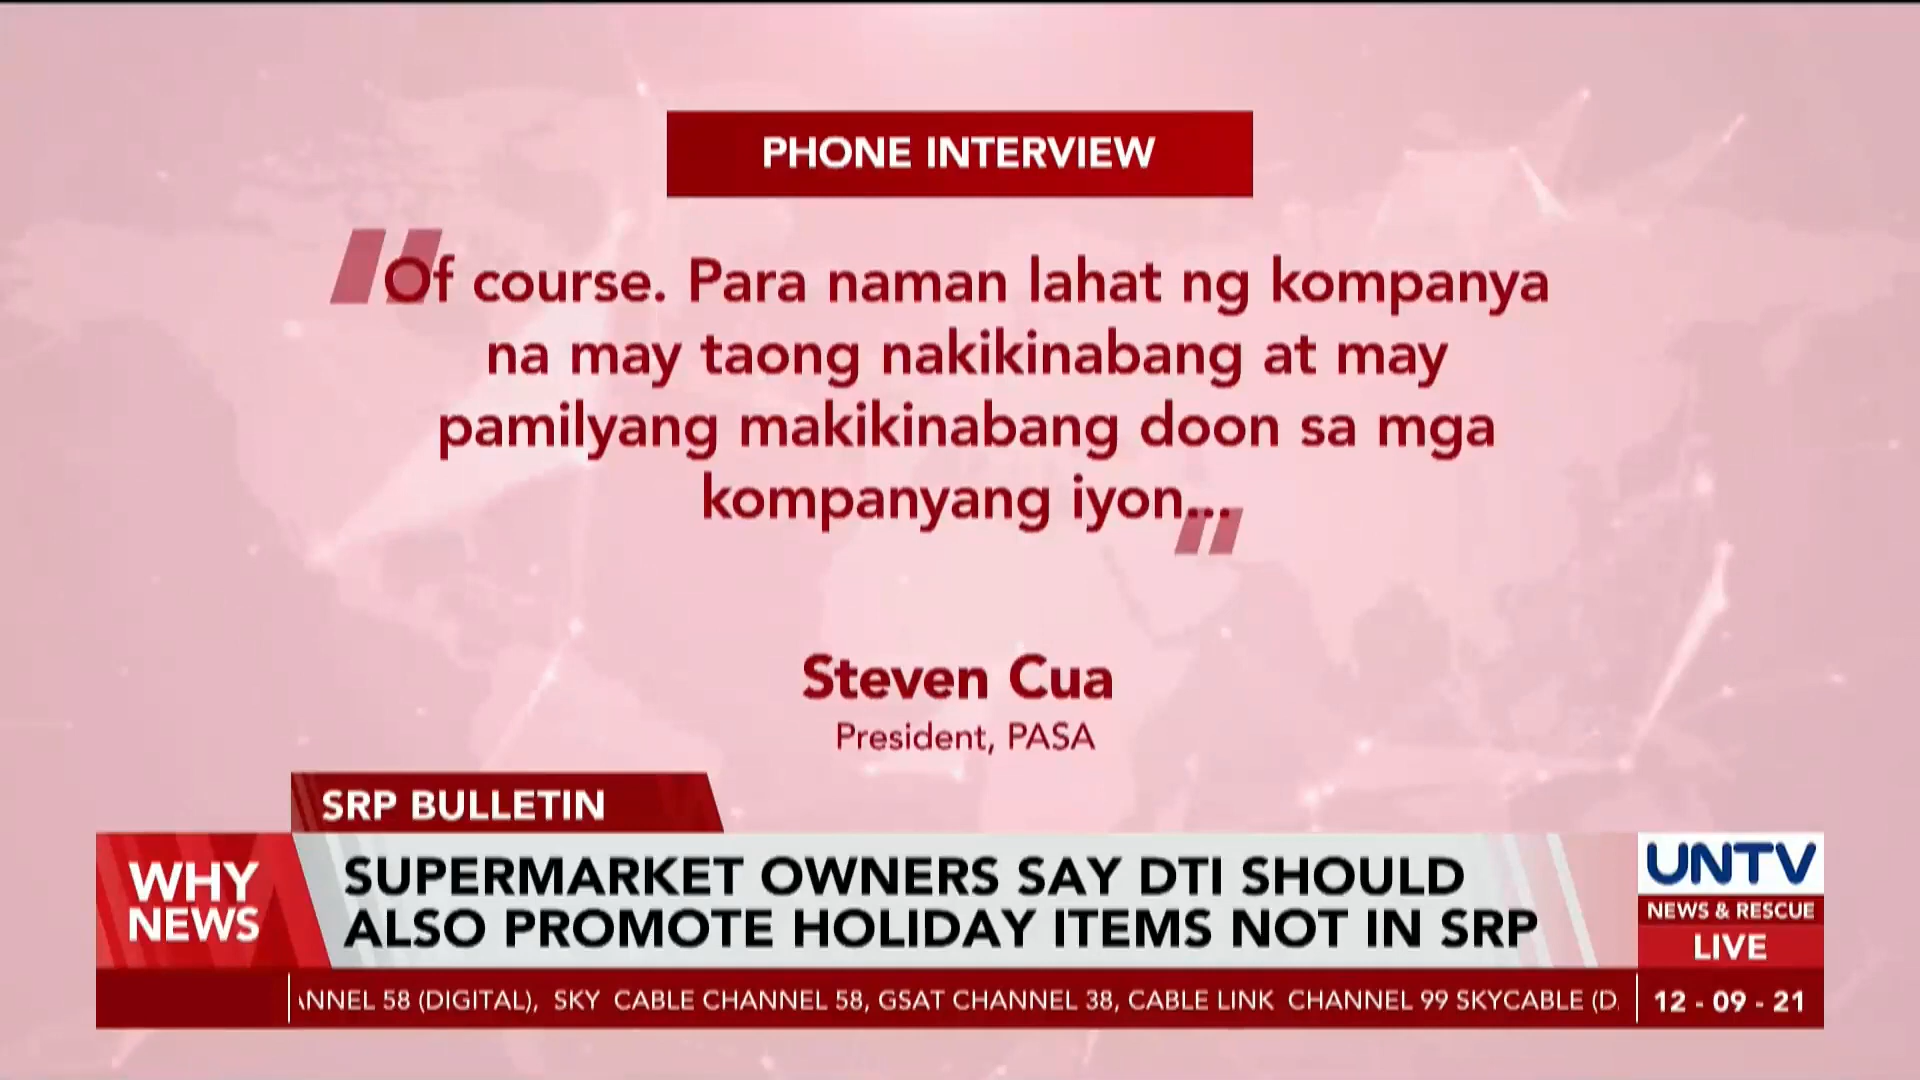 PHONE INTERVIEW
"Of course. Para naman lahat ng kompanya
na may taong nakikinabang at may
pamilyang makikinabang doon sa mga
kompanyang iyon..."
Steven Cua
President, PASA
SRP BULLETIN
WHY
NEWS
SUPERMARKET OWNERS SAY DTI SHOULD
ALSO PROMOTE HOLIDAY ITEMS NOT IN SRP
UNTV
NEWS & RESCUE
LIVE
58 (DIGITAL), SKY CABLE CHANNEL 58, GSAT CHANNEL 38, CABLE LINK CHANNEL 99 SKYCABLE
12 - 09 - 21